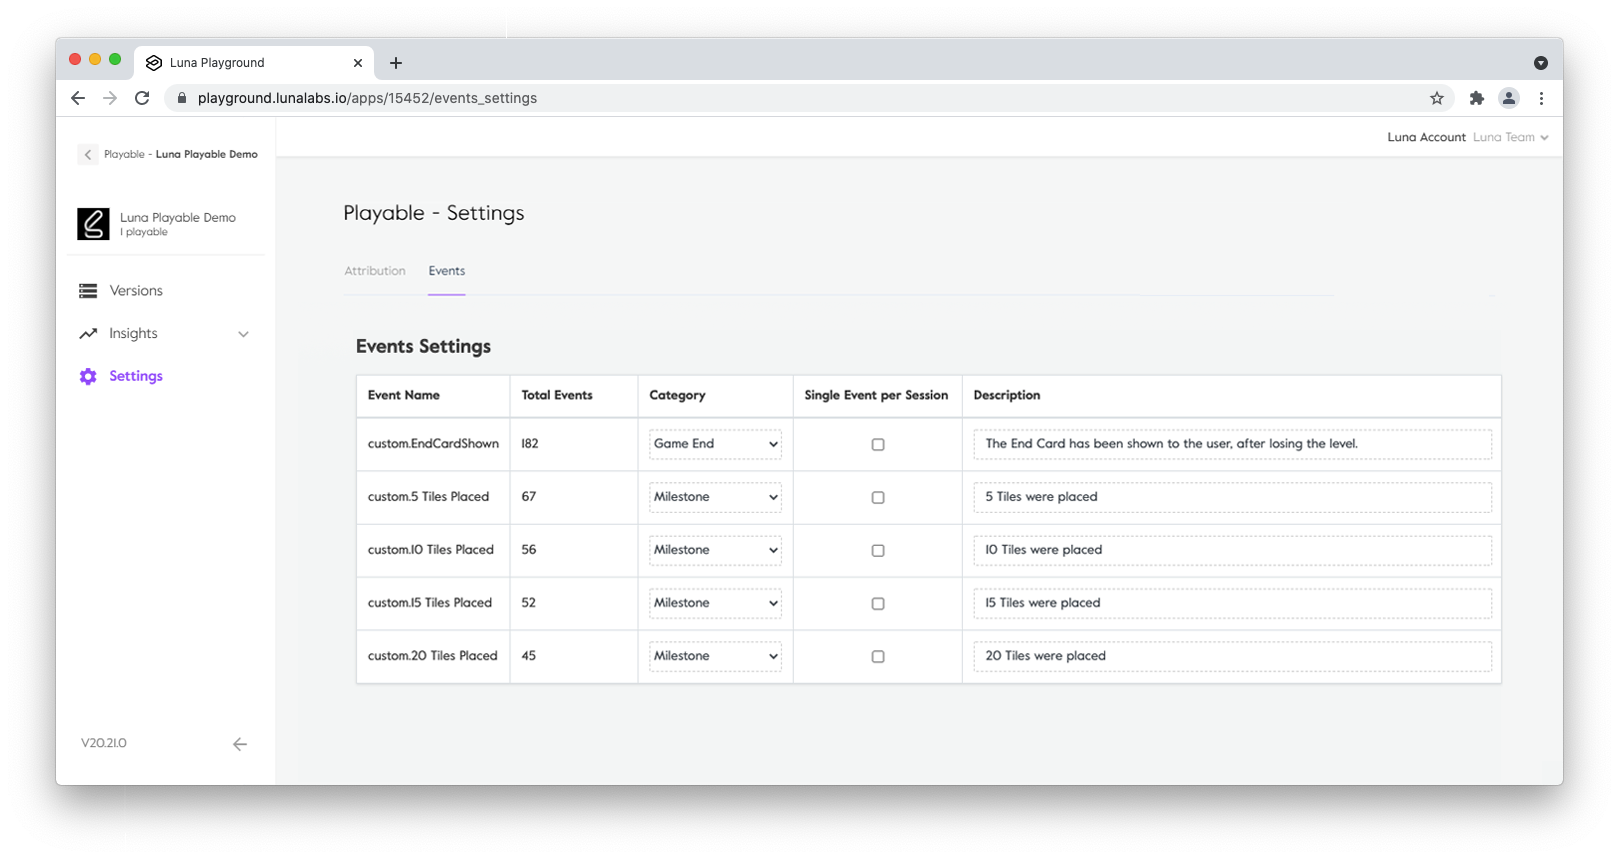 Luna Playground
playground.lunalabs.io/apps/15452/events_settings
Luna Account Luna Team
Playable - Luna Playable Demo
Luna Playable Demo
1 playable
Versions
Insights
Settings
V20.21.0
Playable - Settings
Attribution Events
Events Settings
Event Name Total Events Category Single Event per Session Description
custom.EndCardShown 182 Game End The End Card has been shown to the user, after losing the level.
custom.5 Tiles Placed 67 Milestone 5 Tiles were placed
custom.10 Tiles Placed 56 Milestone 10 Tiles were placed
custom.15 Tiles Placed 52 Milestone 15 Tiles were placed
custom.20 Tiles Placed 45 Milestone 20 Tiles were placed